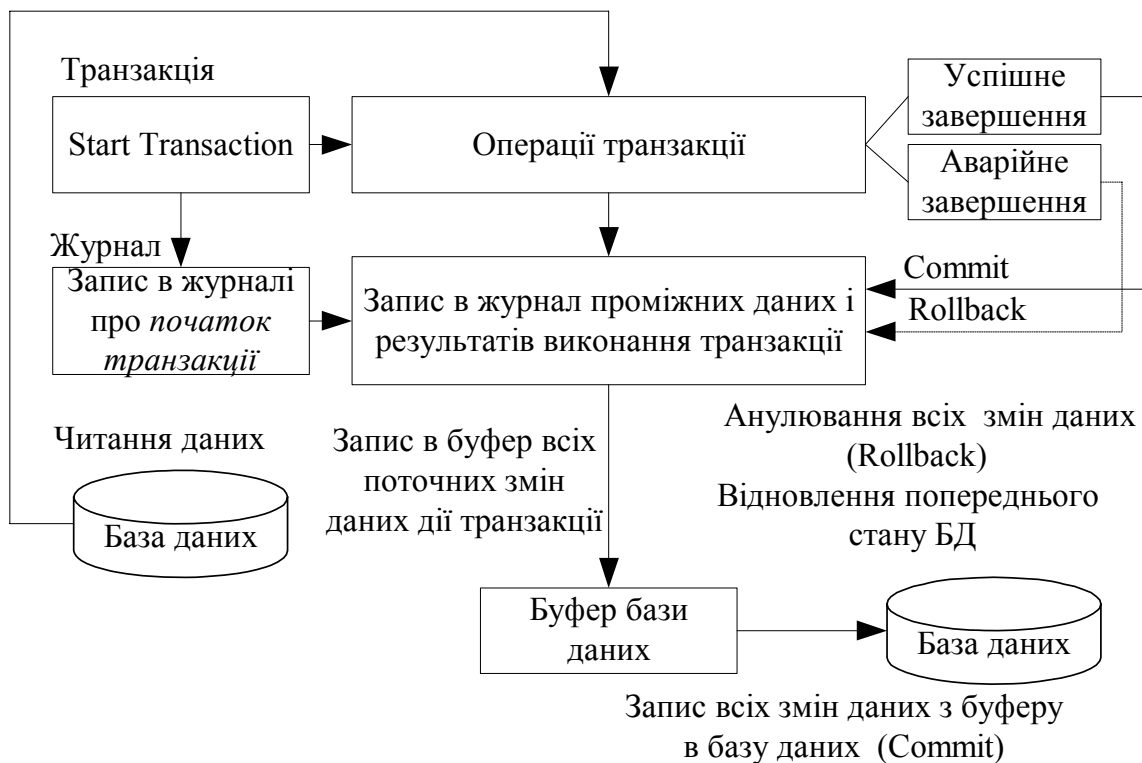 Транзакція
Start Transaction
Операції транзакції
Успішне
завершення
Аварійне
завершення
Журнал
Запис в журналі
про початок
транзакції
Запис в журнал проміжних даних і
результатів виконання транзакції
Commit
Rollback
Читання даних
База даних
Запис в буфер всіх
поточних змін
даних дії транзакції
Анулювання всіх змін даних
(Rollback)
Відновлення попереднього
стану БД
Буфер бази
даних
База даних
Запис всіх змін даних з буферу
в базу даних (Commit)